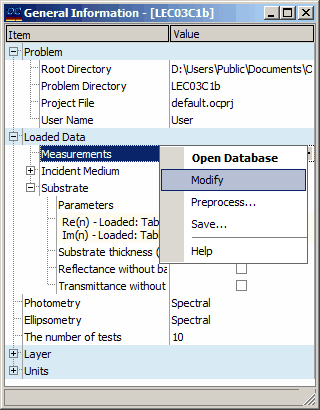 OC General Information - [LEC03C1b]
Item Value
Problem
Root Directory D:\Users\Public\Documents\C
Problem Directory LEC03C1b
Project File default.ocprj
User Name User
Loaded Data
Measurements
Open Database
Incident Medium
Modify
Substrate
Preprocess...
Parameters
Save...
Re(n) - Loaded: Tab
Im(n) - Loaded: Tab
Substrate thickness (
Help
Reflectance without ba
Transmittance without
Photometry Spectral
Ellipsometry Spectral
The number of tests 10
Layer
Units